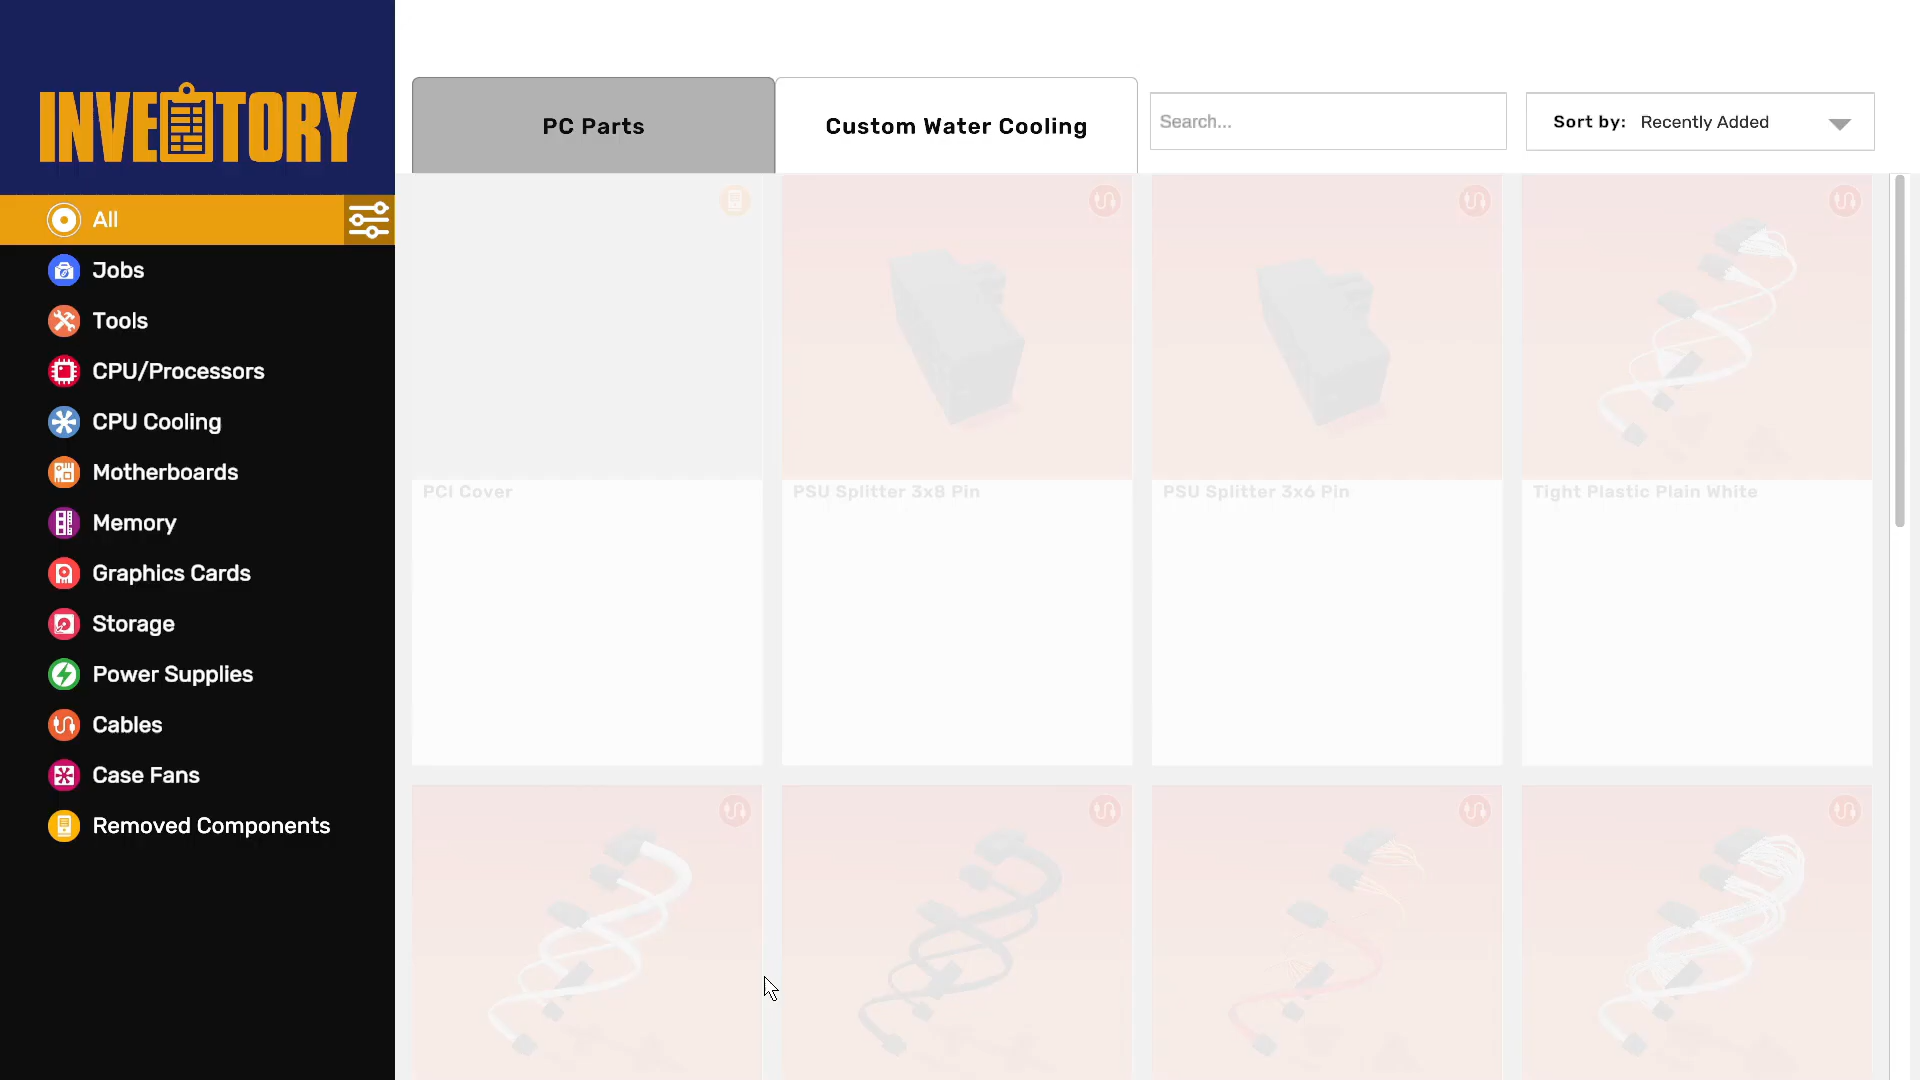 INVENTORY
PC Parts
Custom Water Cooling
Search...
Sort by: Recently Added
All
Jobs
Tools
CPU/Processors
CPU Cooling
Motherboards
Memory
Graphics Cards
Storage
Power Supplies
Cables
Case Fans
Removed Components
PCI Cover
PSU Splitter 3x8 Pin
PSU Splitter 3x6 Pin
Tight Plastic Plain White